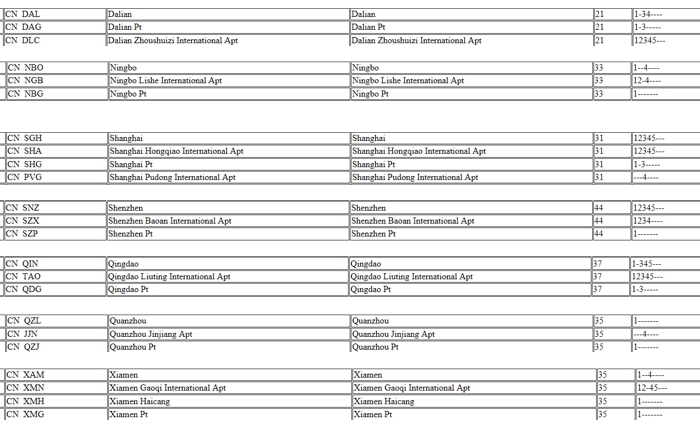 CN DAL Dalian Dalian 21 1-34----
CN DAG Dalian Pt Dalian Pt 21 1-3-----
CN DLC Dalian Zhoushuizi International Apt Dalian Zhoushuizi International Apt 21 12345---
CN NBO Ningbo Ningbo 33 1--4----
CN NGB Ningbo Lishe International Apt Ningbo Lishe International Apt 33 12-4----
CN NBG Ningbo Pt Ningbo Pt 33 1-------
CN SGH Shanghai Shanghai 31 12345---
CN SHA Shanghai Hongqiao International Apt Shanghai Hongqiao International Apt 31 12345---
CN SHG Shanghai Pt Shanghai Pt 31 1-3-----
CN PVG Shanghai Pudong International Apt Shanghai Pudong International Apt 31 ---4----
CN SNZ Shenzhen Shenzhen 44 12345---
CN SZX Shenzhen Baoan International Apt Shenzhen Baoan International Apt 44 1234----
CN SZP Shenzhen Pt Shenzhen Pt 44 1-------
CN QIN Qingdao Qingdao 37 1-345---
CN TAO Qingdao Liuting International Apt Qingdao Liuting International Apt 37 12345---
CN QDG Qingdao Pt Qingdao Pt 37 1-3-----
CN QZL Quanzhou Quanzhou 35 1-------
CN JJN Quanzhou Jinjiang Apt Quanzhou Jinjiang Apt 35 ---4----
CN QZJ Quanzhou Pt Quanzhou Pt 35 1-------
CN XAM Xiamen Xiamen 35 1--4----
CN XMN Xiamen Gaoqi International Apt Xiamen Gaoqi International Apt 35 12-45---
CN XMH Xiamen Haicang Xiamen Haicang 35 1-------
CN XMG Xiamen Pt Xiamen Pt 35 1-------